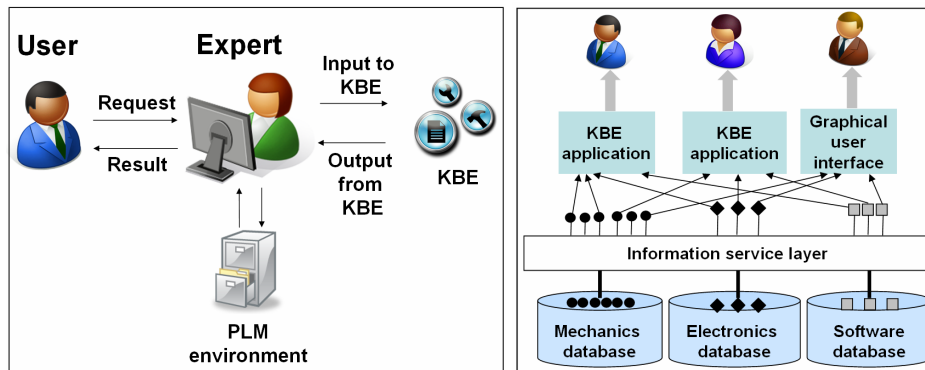 User
Expert
Request
Result
Input to
KBE
Output
from
KBE
KBE
PLM
environment
KBE
application
KBE
application
Graphical
user
interface
Information service layer
Mechanics
database
Electronics
database
Software
database